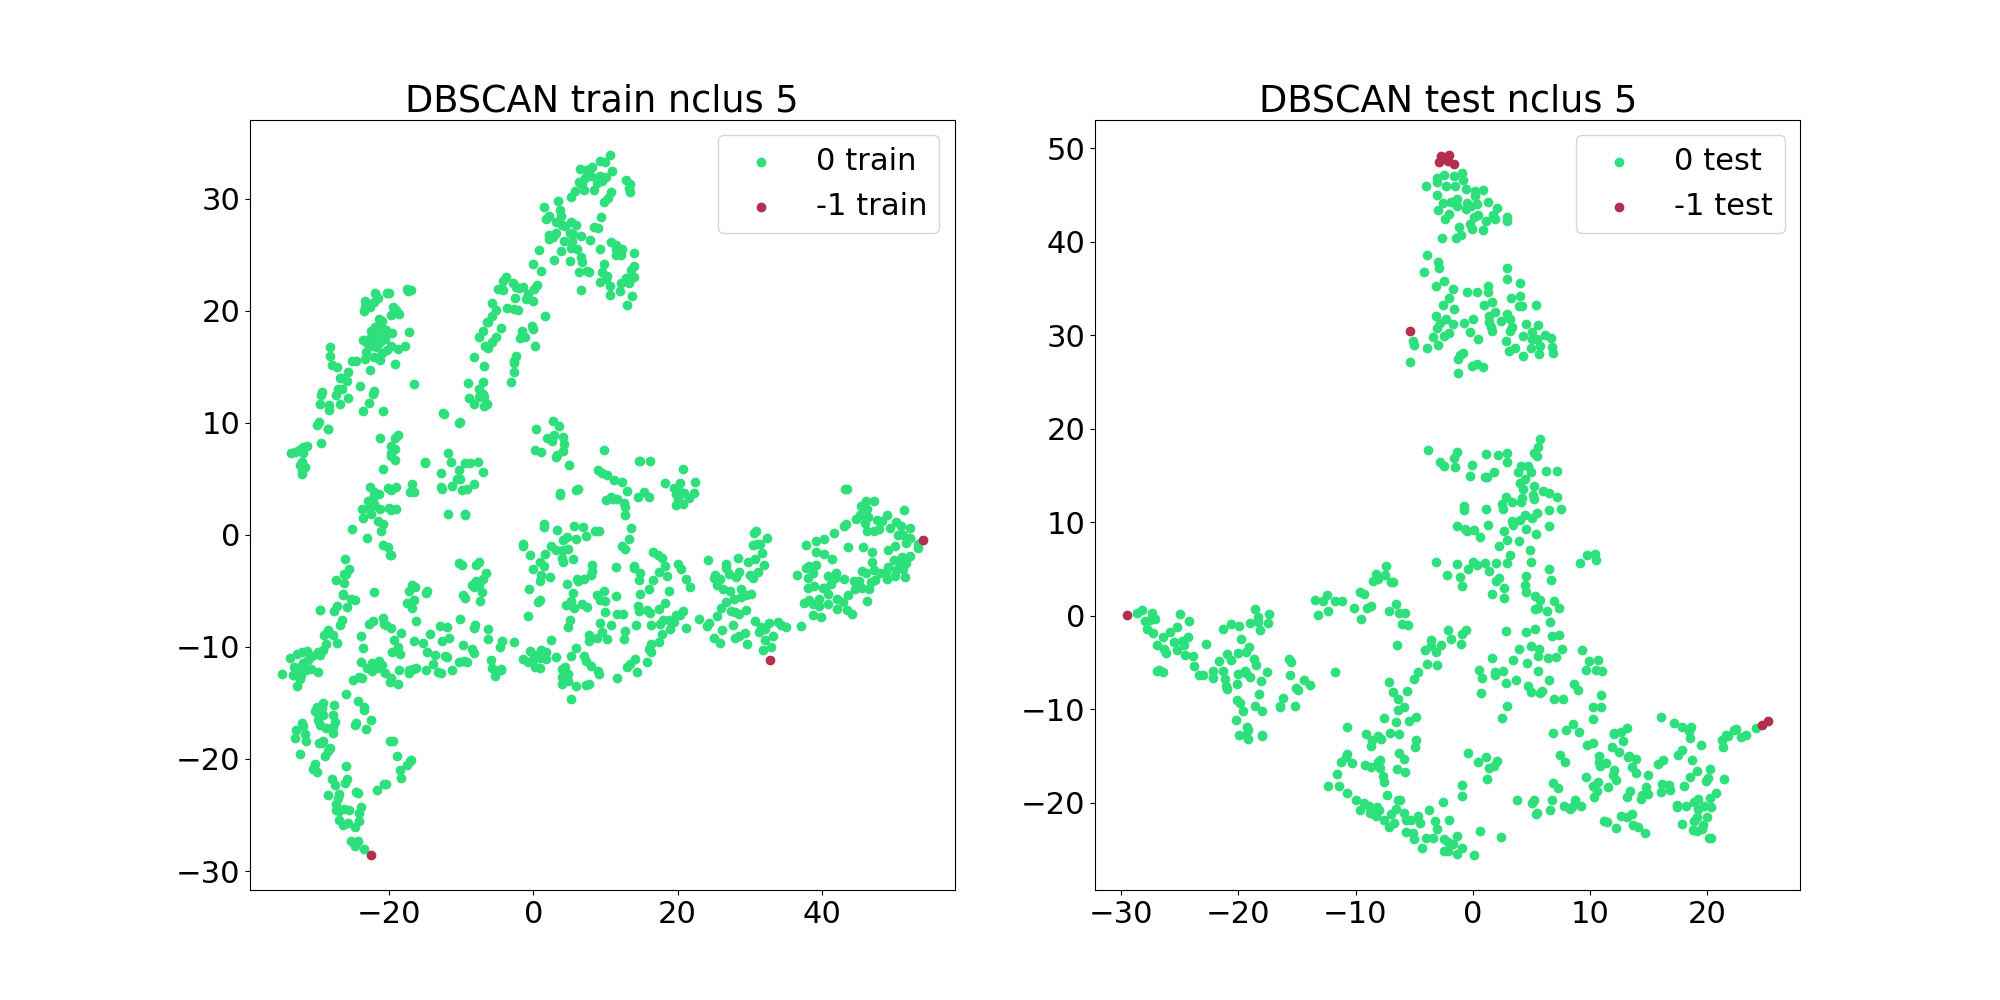 DBSCAN train nclus 5
0 train
-1 train
30
20
10
0
−10
−20
−30
−20 0 20 40
DBSCAN test nclus 5
0 test
-1 test
50
40
30
20
10
0
−10
−20
−30 −20 −10 0 10 20